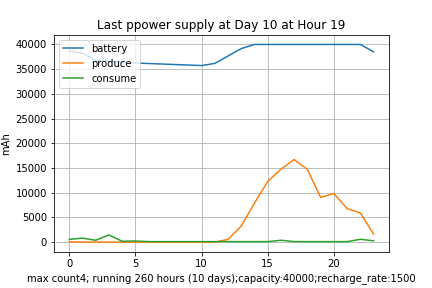 Last ppower supply at Day 10 at Hour 19
40000
35000
30000
25000
20000
15000
10000
5000
0
mAh
battery
produce
consume
0 5 10 15 20
max count4; running 260 hours (10 days);capacity:40000;recharge_rate:1500